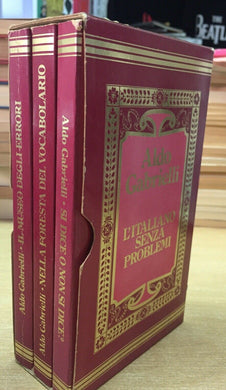 Aldo Gabrielli • IL MUSEO DEGLI ERRORI
Aldo Gabrielli • NELLA FORESTA DEL VOCABOLARIO
Aldo Gabrielli • SI DICE O NON SI DICE?
Aldo
Gabrielli
L'ITALIANO
SENZA
PROBLEMI
THE
BEATLES